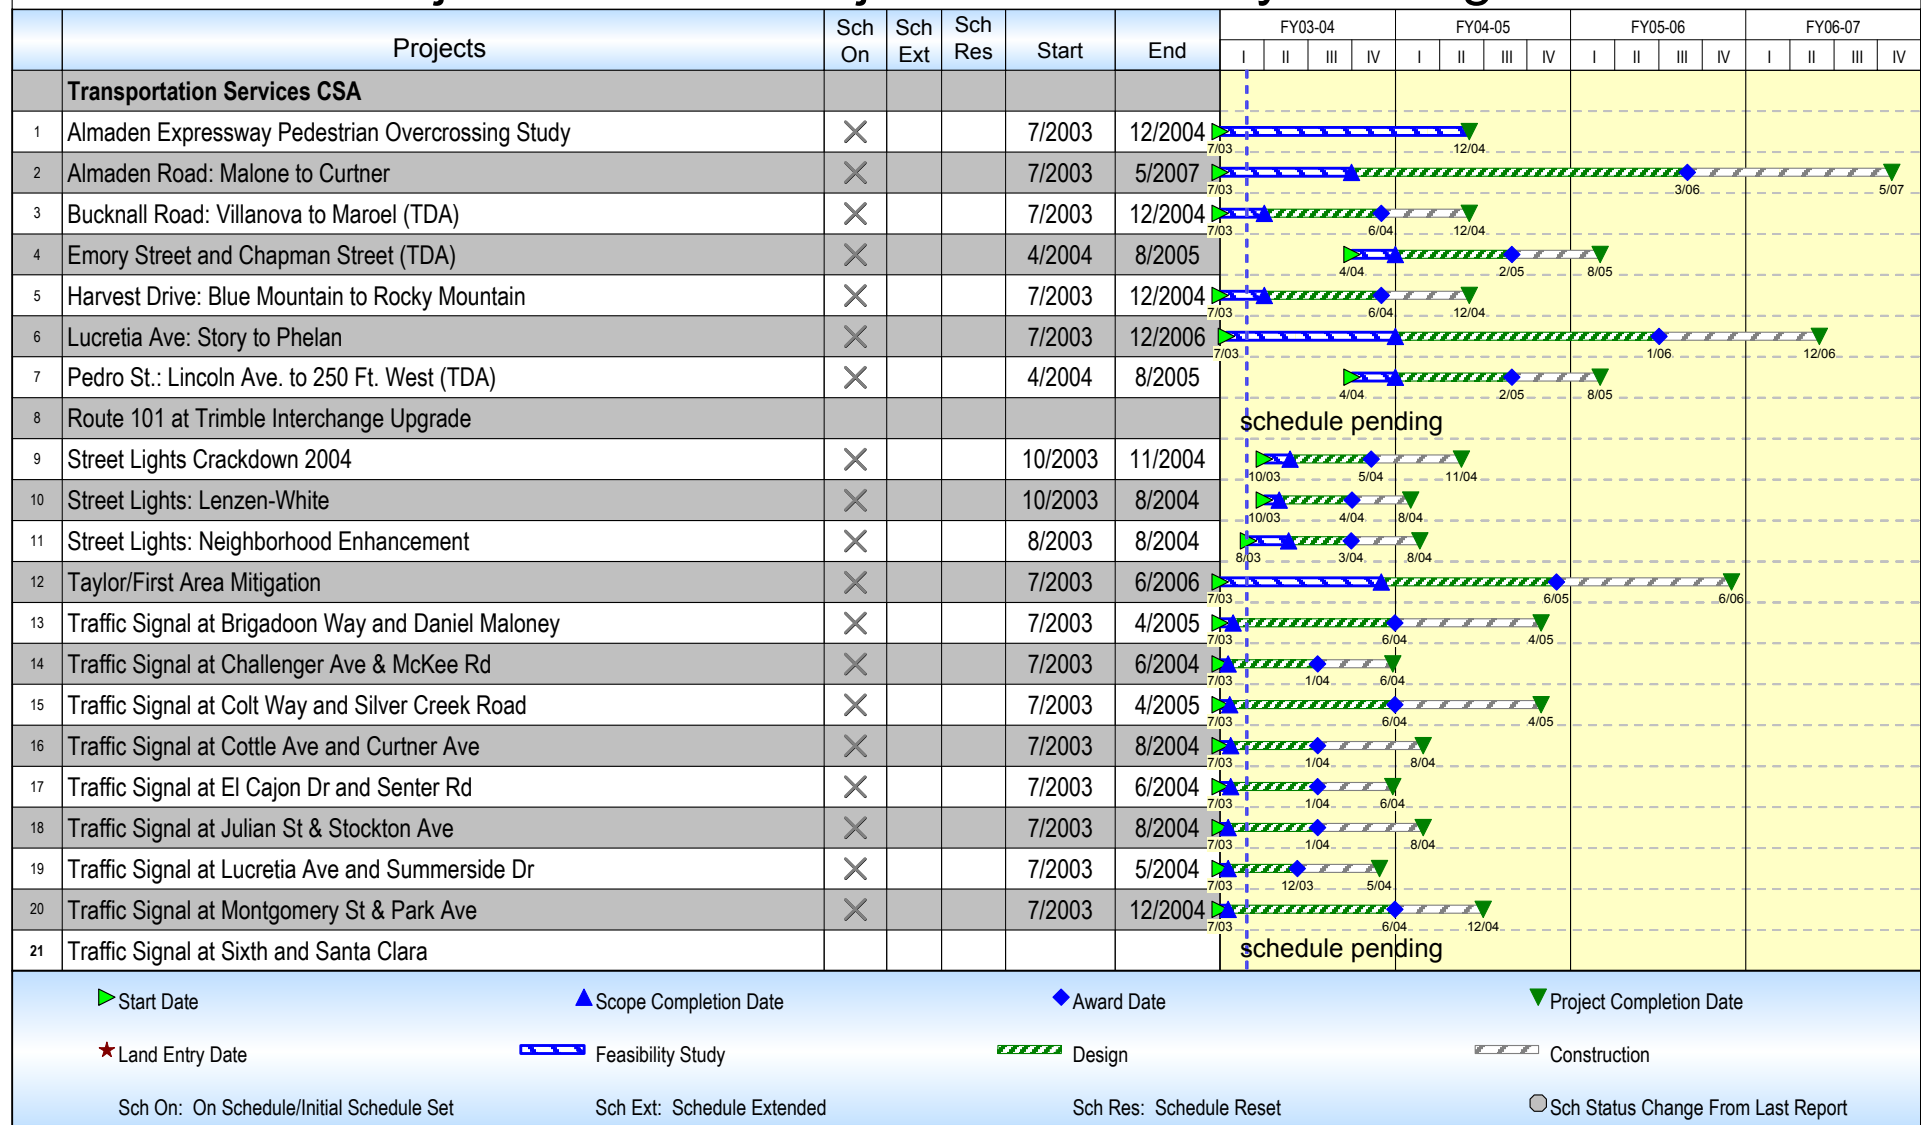 Projects Sch On Sch Ext Sch Res Start End FY03-04 FY04-05 FY05-06 FY06-07
I II III IV I II III IV I II III IV I II III IV
Transportation Services CSA
1 Almaden Expressway Pedestrian Overcrossing Study 7/2003 12/2004 7/03 12/04
2 Almaden Road: Malone to Curtner 7/2003 5/2007 7/03 3/06 5/07
3 Bucknall Road: Villanova to Maroel (TDA) 7/2003 12/2004 7/03 6/04 12/04
4 Emory Street and Chapman Street (TDA) 4/2004 8/2005 4/04 2/05 8/05
5 Harvest Drive: Blue Mountain to Rocky Mountain 7/2003 12/2004 7/03 6/04 12/04
6 Lucretia Ave: Story to Phelan 7/2003 12/2006 7/03 1/06 12/06
7 Pedro St.: Lincoln Ave. to 250 Ft. West (TDA) 4/2004 8/2005 4/04 2/05 8/05
8 Route 101 at Trimble Interchange Upgrade schedule pending
9 Street Lights Crackdown 2004 10/2003 11/2004 10/03 5/04 11/04
10 Street Lights: Lenzen-White 10/2003 8/2004 10/03 4/04 8/04
11 Street Lights: Neighborhood Enhancement 8/2003 8/2004 8/03 3/04 8/04
12 Taylor/First Area Mitigation 7/2003 6/2006 7/03 6/05 6/06
13 Traffic Signal at Brigadoon Way and Daniel Maloney 7/2003 4/2005 7/03 6/04 4/05
14 Traffic Signal at Challenger Ave & McKee Rd 7/2003 6/2004 7/03 1/04 6/04
15 Traffic Signal at Colt Way and Silver Creek Road 7/2003 4/2005 7/03 6/04 4/05
16 Traffic Signal at Cottle Ave and Curtner Ave 7/2003 8/2004 7/03 1/04 8/04
17 Traffic Signal at El Cajon Dr and Senter Rd 7/2003 6/2004 7/03 1/04 6/04
18 Traffic Signal at Julian St & Stockton Ave 7/2003 8/2004 7/03 1/04 8/04
19 Traffic Signal at Lucretia Ave and Summerside Dr 7/2003 5/2004 7/03 12/03 5/04
20 Traffic Signal at Montgomery St & Park Ave 7/2003 12/2004 7/03 6/04 12/04
21 Traffic Signal at Sixth and Santa Clara schedule pending
Start Date Scope Completion Date Award Date Project Completion Date
Land Entry Date Feasibility Study Design Construction
Sch On: On Schedule/Initial Schedule Set Sch Ext: Schedule Extended Sch Res: Schedule Reset Sch Status Change From Last Report